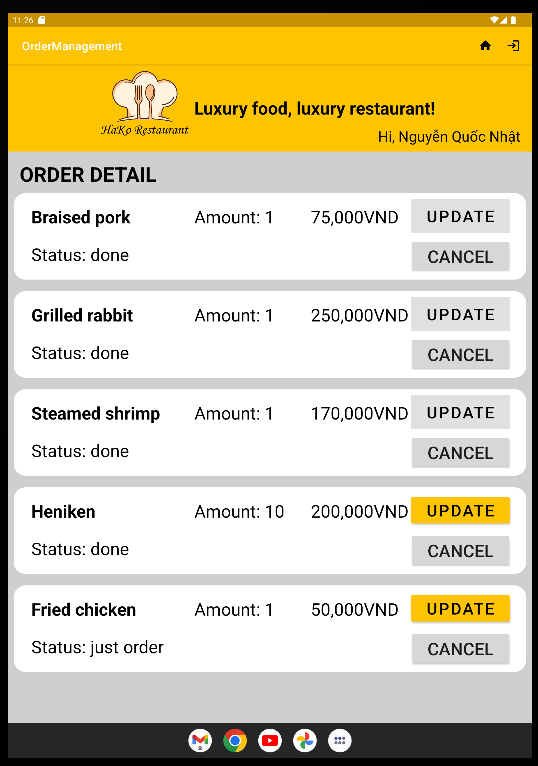 11:26
OrderManagement
HaKo Restaurant
Luxury food, luxury restaurant!
Hi, Nguyễn Quốc Nhật
ORDER DETAIL
Braised pork Amount: 1 75,000VND UPDATE
Status: done CANCEL
Grilled rabbit Amount: 1 250,000VND UPDATE
Status: done CANCEL
Steamed shrimp Amount: 1 170,000VND UPDATE
Status: done CANCEL
Heniken Amount: 10 200,000VND UPDATE
Status: done CANCEL
Fried chicken Amount: 1 50,000VND UPDATE
Status: just order CANCEL